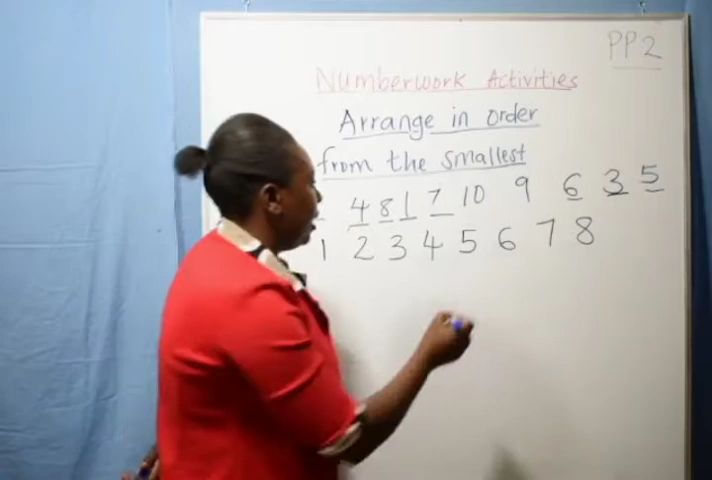 PP2
Numberwork Activities
Arrange in order
from the smallest
4 8 1 7 10 9 6 3 5
1 2 3 4 5 6 7 8